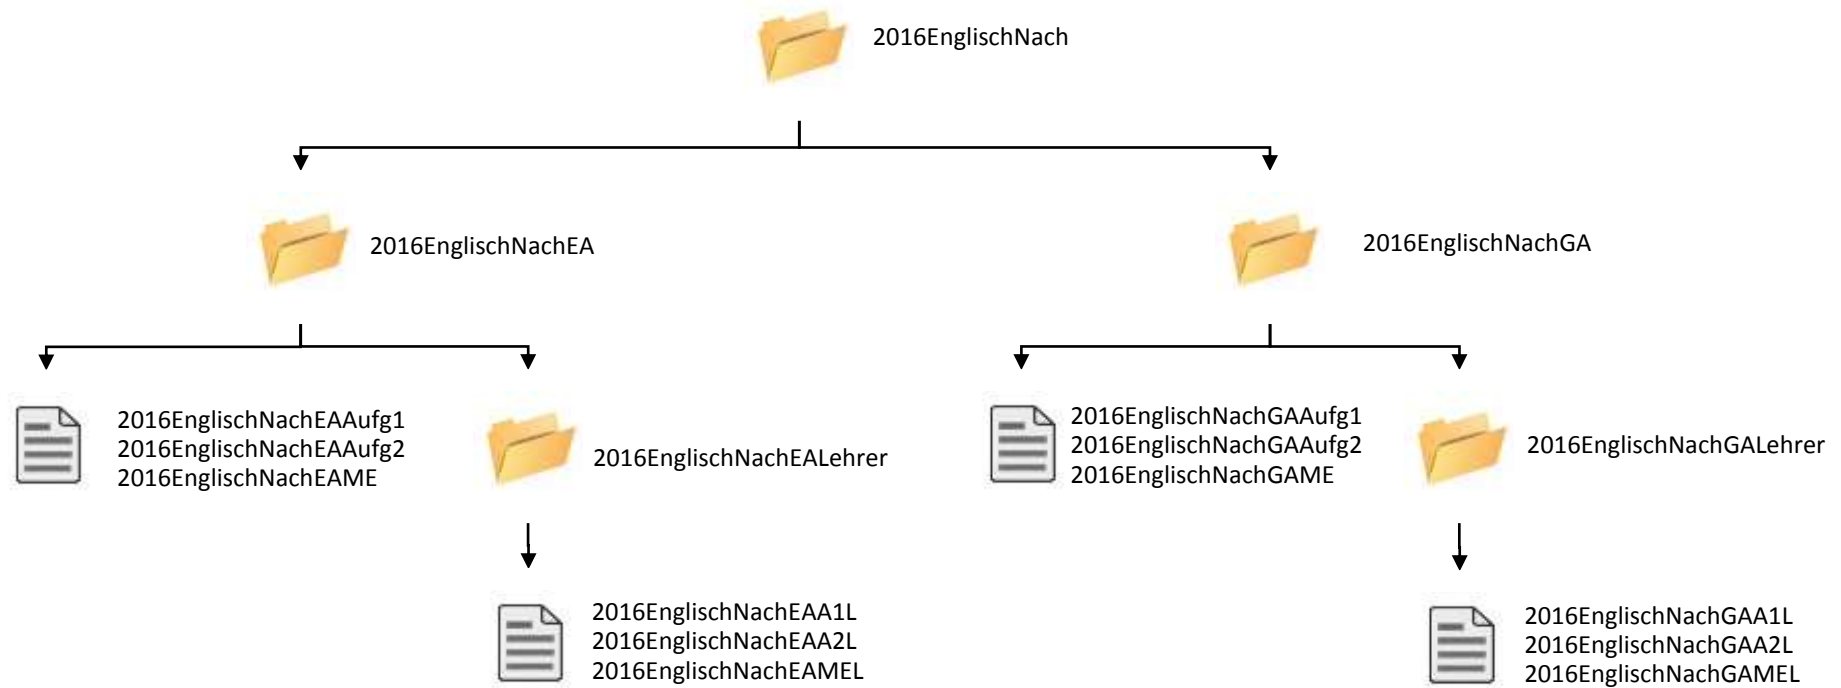 2016EnglischNach
2016EnglischNachEA
2016EnglischNachGA
2016EnglischNachEAAufg1
2016EnglischNachEAAufg2
2016EnglischNachEAME
2016EnglischNachEALehrer
2016EnglischNachGAAufg1
2016EnglischNachGAAufg2
2016EnglischNachGAME
2016EnglischNachGALehrer
2016EnglischNachEAA1L
2016EnglischNachEAA2L
2016EnglischNachEAMEL
2016EnglischNachGAA1L
2016EnglischNachGAA2L
2016EnglischNachGAMEL